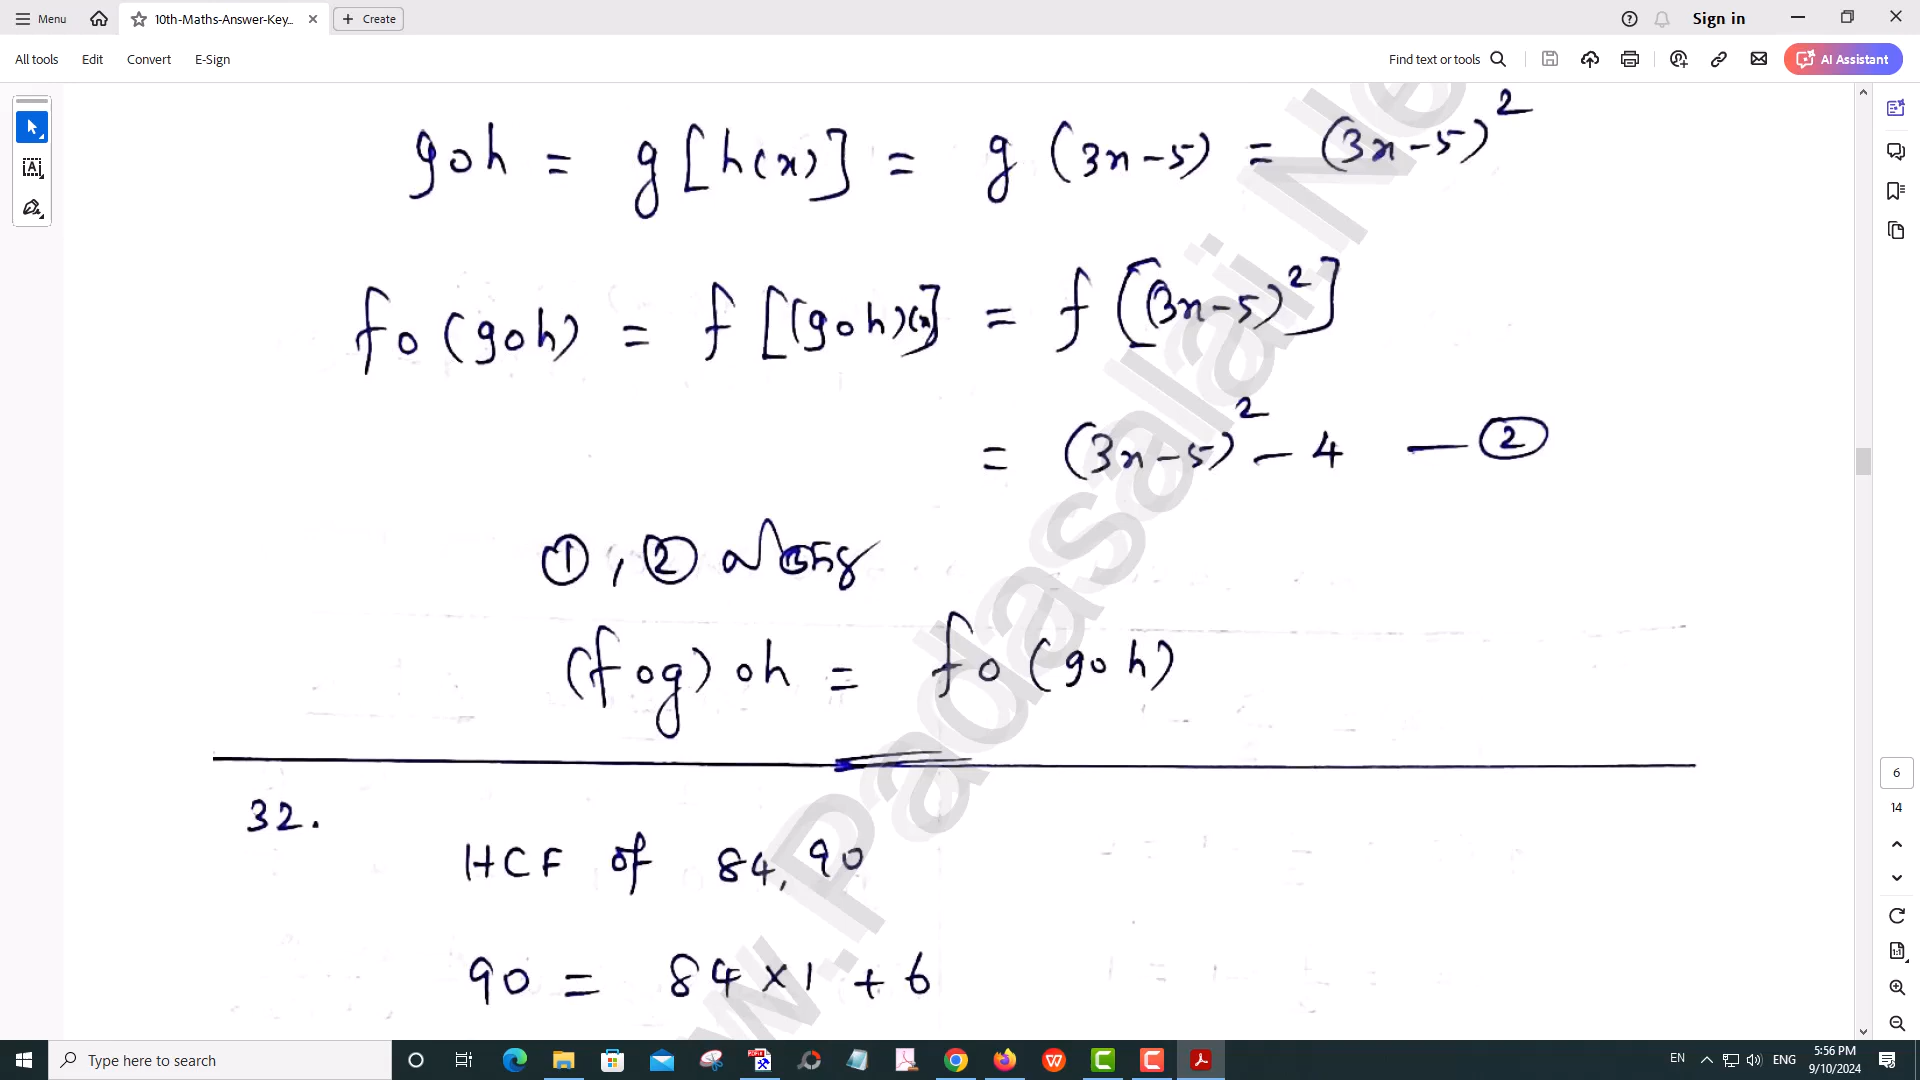 Menu
10th-Maths-Answer-Key...
Create
Sign in
All tools Edit Convert E-Sign
Find text or tools
AI Assistant
goh = g[h(x)] = g(3x-5) = (3x-5)²
fo(goh) = f[(goh)(x)] = f[(3x-5)²]
= (3x-5)² - 4 — ②
①, ②
(fog)oh = fo(goh)
32.
HCF of 84, 90
90 = 84 × 1 + 6
w.Padasalai.Ne
6
14
Type here to search
EN
ENG
5:56 PM
9/10/2024